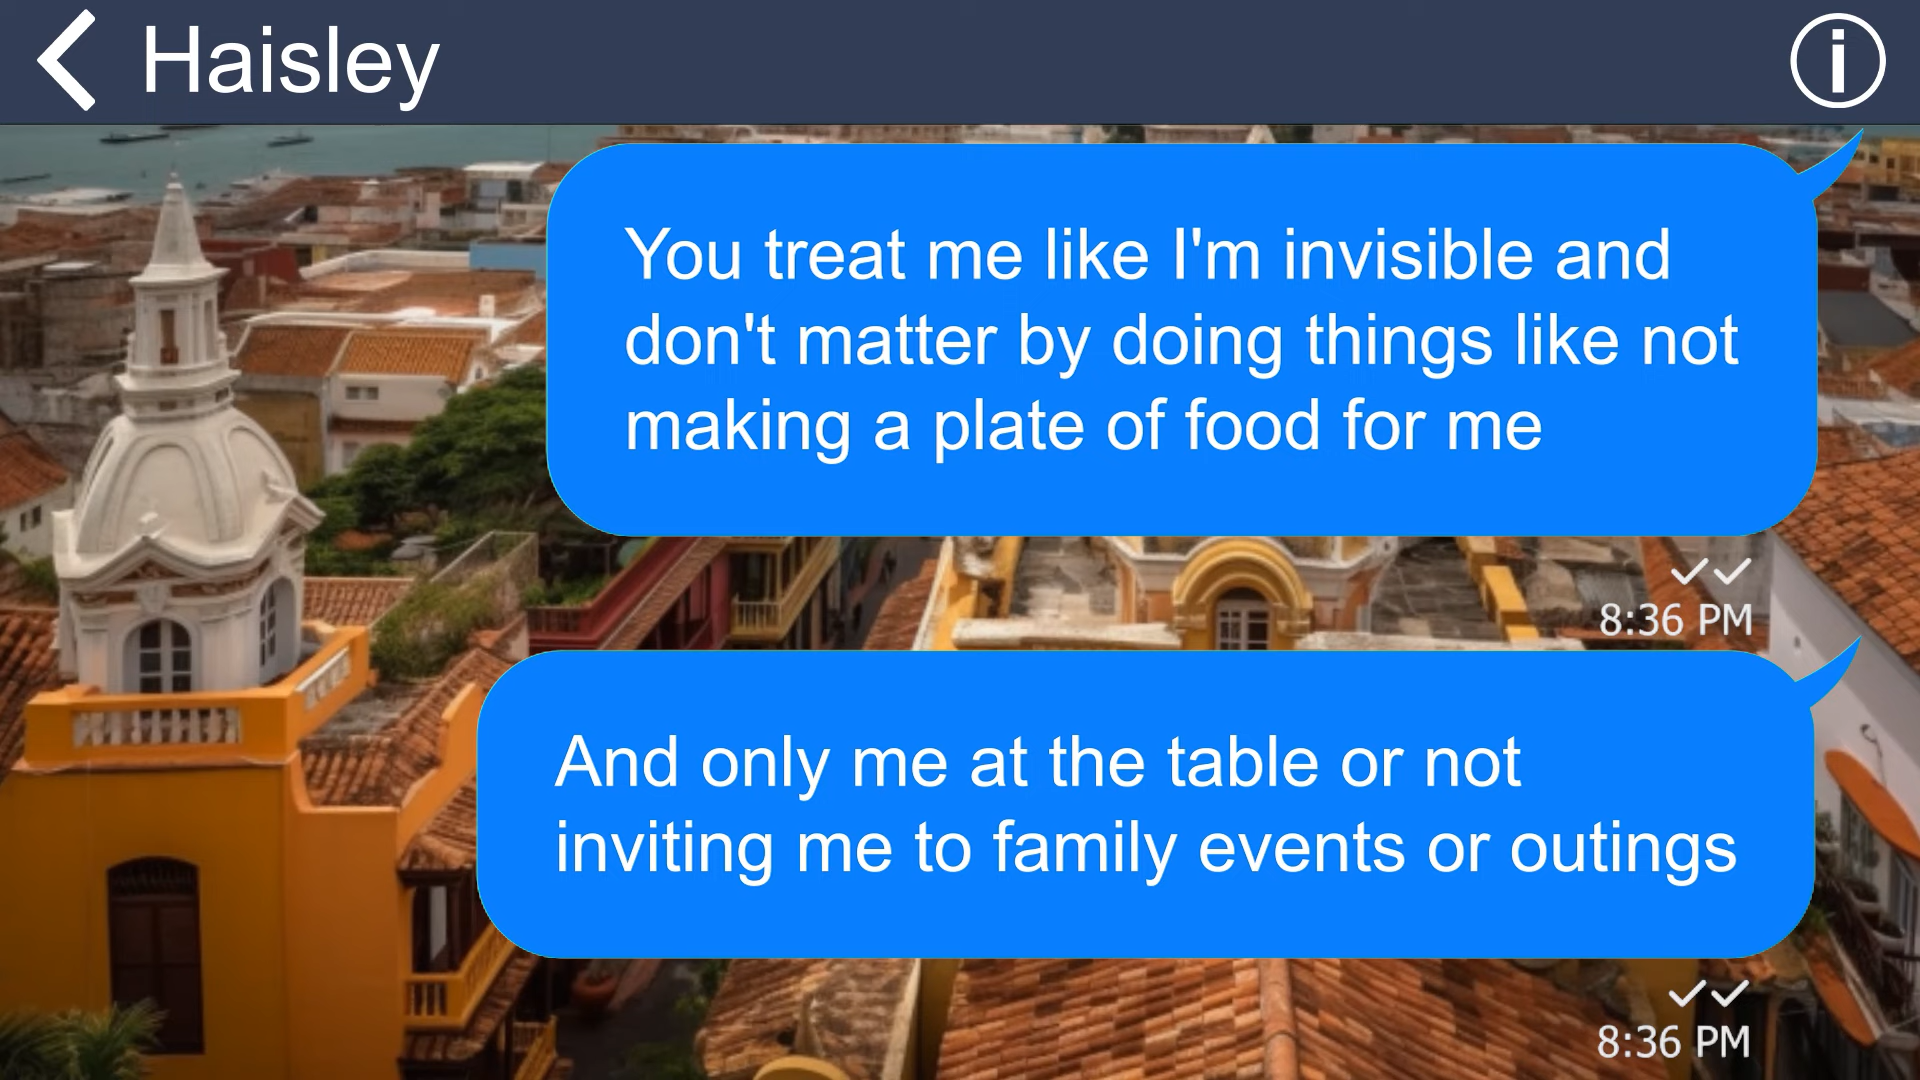 Haisley
You treat me like I'm invisible and
don't matter by doing things like not
making a plate of food for me
8:36 PM
And only me at the table or not
inviting me to family events or outings
8:36 PM